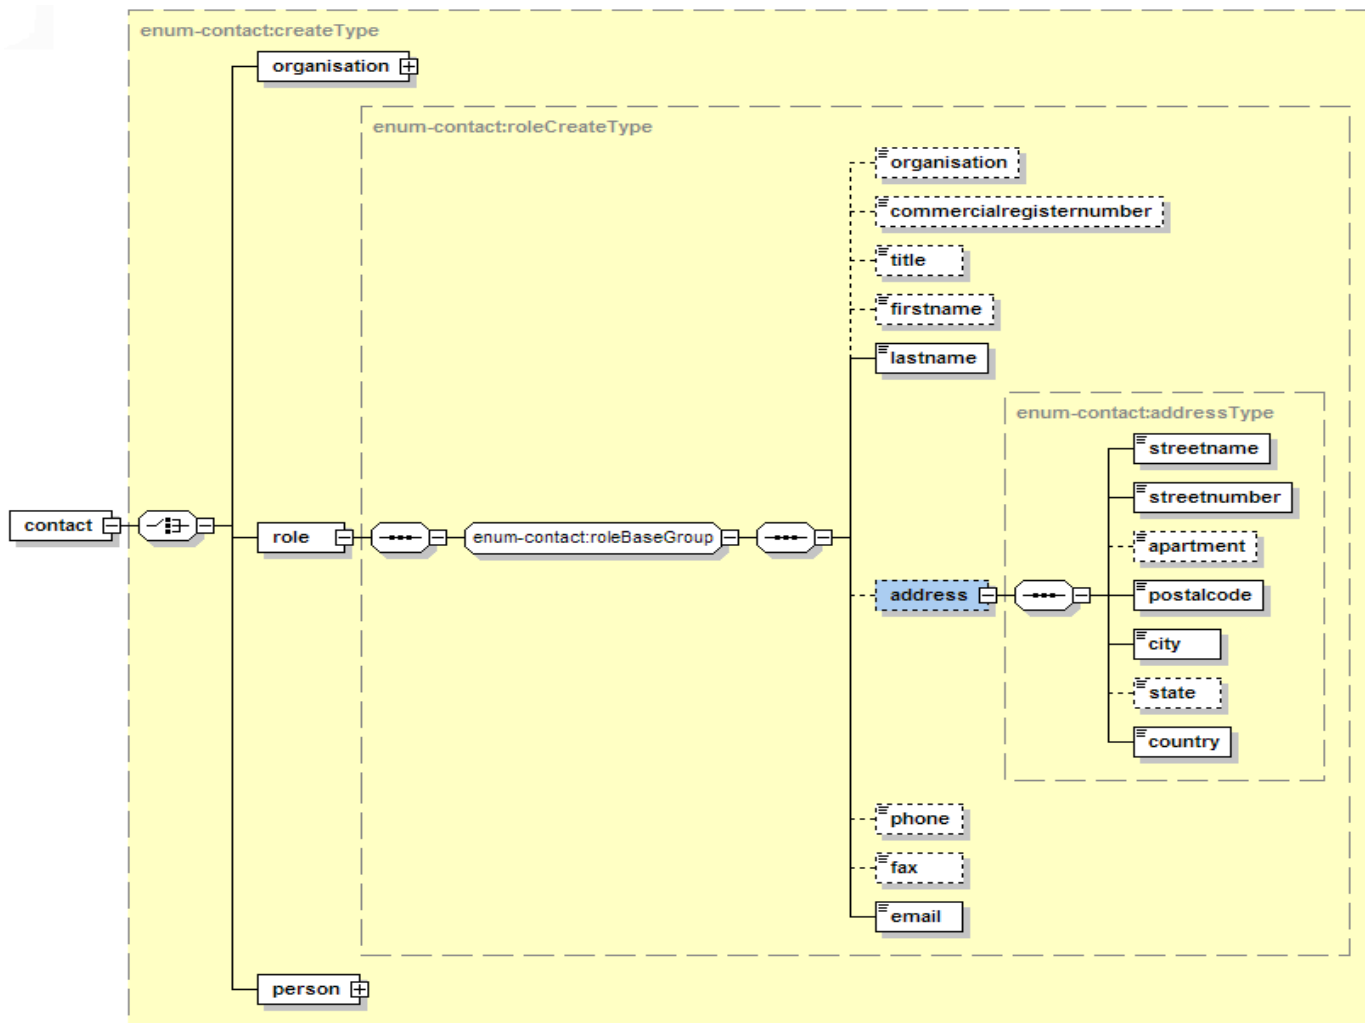 enum-contact:createType
organisation
enum-contact:roleCreateType
organisation
commercialregisternumber
title
firstname
lastname
enum-contact:addressType
streetname
streetnumber
contact
role
enum-contact:roleBaseGroup
apartment
address
postalcode
city
state
country
phone
fax
email
person